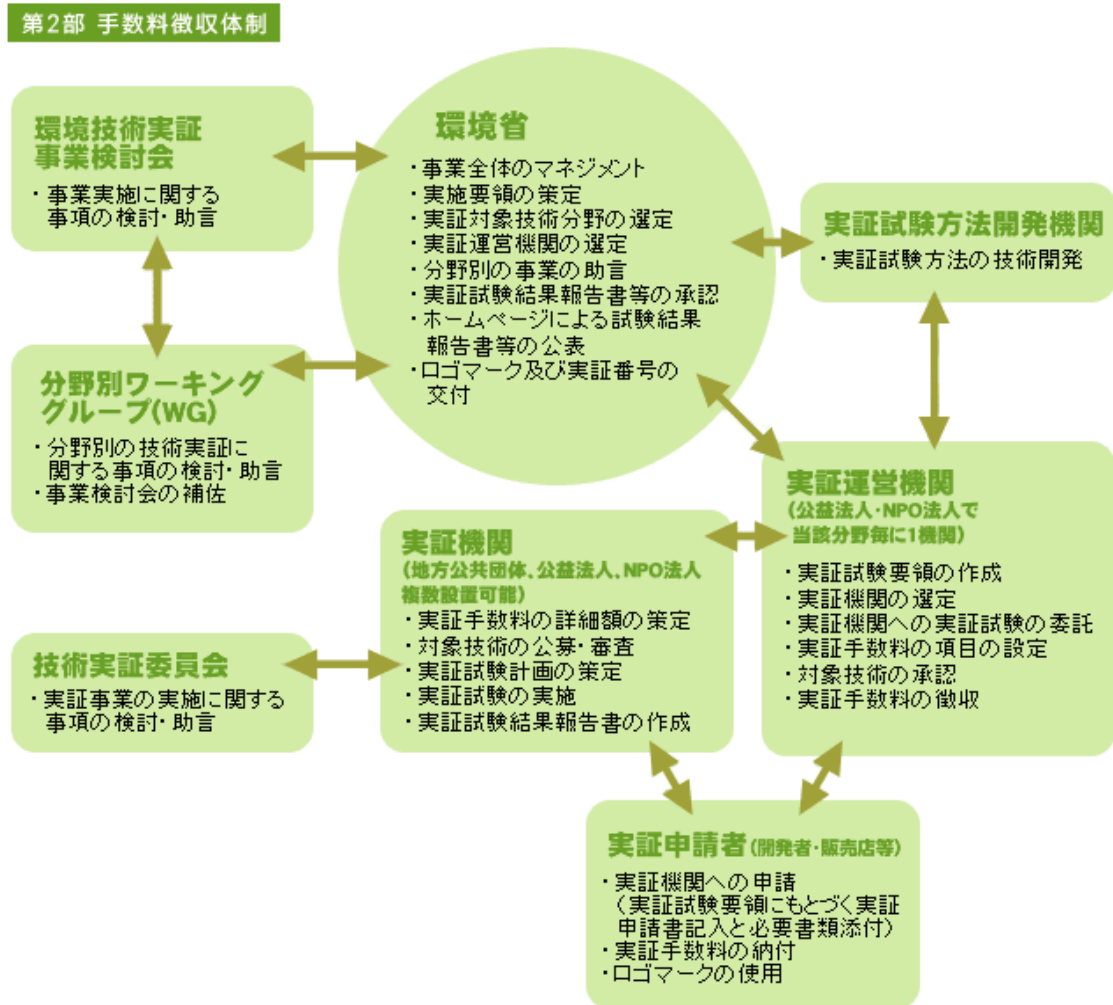 第2部 手数料徴収体制
環境技術実証
事業検討会
・事業実施に関する
事項の検討・助言
環境省
・事業全体のマネジメント
・実施要領の策定
・実証対象技術分野の選定
・実証運営機関の選定
・分野別の事業の助言
・実証試験結果報告書等の承認
・ホームページによる試験結果
報告書等の公表
・ロゴマーク及び実証番号の
交付
実証試験方法開発機関
・実証試験方法の技術開発
分野別ワーキング
グループ(WG)
・分野別の技術実証に
関する事項の検討・助言
・事業検討会の補佐
実証運営機関
(公益法人・NPO法人で
当該分野毎に1機関)
・実証試験要領の作成
・実証機関の選定
・実証機関への実証試験の委託
・実証手数料の項目の設定
・対象技術の承認
・実証手数料の徴収
実証機関
(地方公共団体、公益法人、NPO法人
複数設置可能)
・実証手数料の詳細額の策定
・対象技術の公募・審査
・実証試験計画の策定
・実証試験の実施
・実証試験結果報告書の作成
技術実証委員会
・実証事業の実施に関する
事項の検討・助言
実証申請者(開発者・販売店等)
・実証機関への申請
(実証試験要領にもとづく実証
申請書記入と必要書類添付)
・実証手数料の納付
・ロゴマークの使用